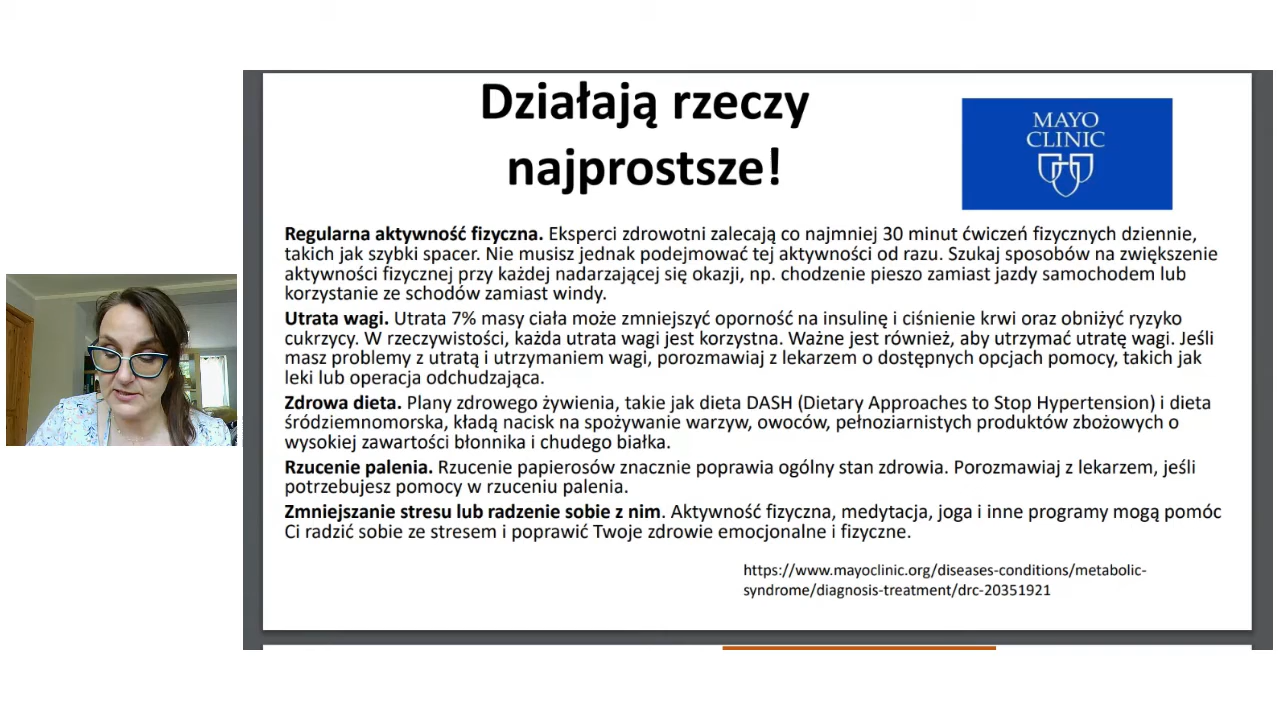 Działają rzeczy
najprostsze!
MAYO
CLINIC
Regularna aktywność fizyczna. Eksperci zdrowotni zalecają co najmniej 30 minut ćwiczeń fizycznych dziennie,
takich jak szybki spacer. Nie musisz jednak podejmować tej aktywności od razu. Szukaj sposobów na zwiększenie
aktywności fizycznej przy każdej nadarzającej się okazji, np. chodzenie pieszo zamiast jazdy samochodem lub
korzystanie ze schodów zamiast windy.
Utrata wagi. Utrata 7% masy ciała może zmniejszyć oporność na insulinę i ciśnienie krwi oraz obniżyć ryzyko
cukrzycy. W rzeczywistości, każda utrata wagi jest korzystna. Ważne jest również, aby utrzymać utratę wagi. Jeśli
masz problemy z utratą i utrzymaniem wagi, porozmawiaj z lekarzem o dostępnych opcjach pomocy, takich jak
leki lub operacja odchudzająca.
Zdrowa dieta. Plany zdrowego żywienia, takie jak dieta DASH (Dietary Approaches to Stop Hypertension) i dieta
śródziemnomorska, kładą nacisk na spożywanie warzyw, owoców, pełnoziarnistych produktów zbożowych o
wysokiej zawartości błonnika i chudego białka.
Rzucenie palenia. Rzucenie papierosów znacznie poprawia ogólny stan zdrowia. Porozmawiaj z lekarzem, jeśli
potrzebujesz pomocy w rzuceniu palenia.
Zmniejszanie stresu lub radzenie sobie z nim. Aktywność fizyczna, medytacja, joga i inne programy mogą pomóc
Ci radzić sobie ze stresem i poprawić Twoje zdrowie emocjonalne i fizyczne.
https://www.mayoclinic.org/diseases-conditions/metabolic-
syndrome/diagnosis-treatment/drc-20351921